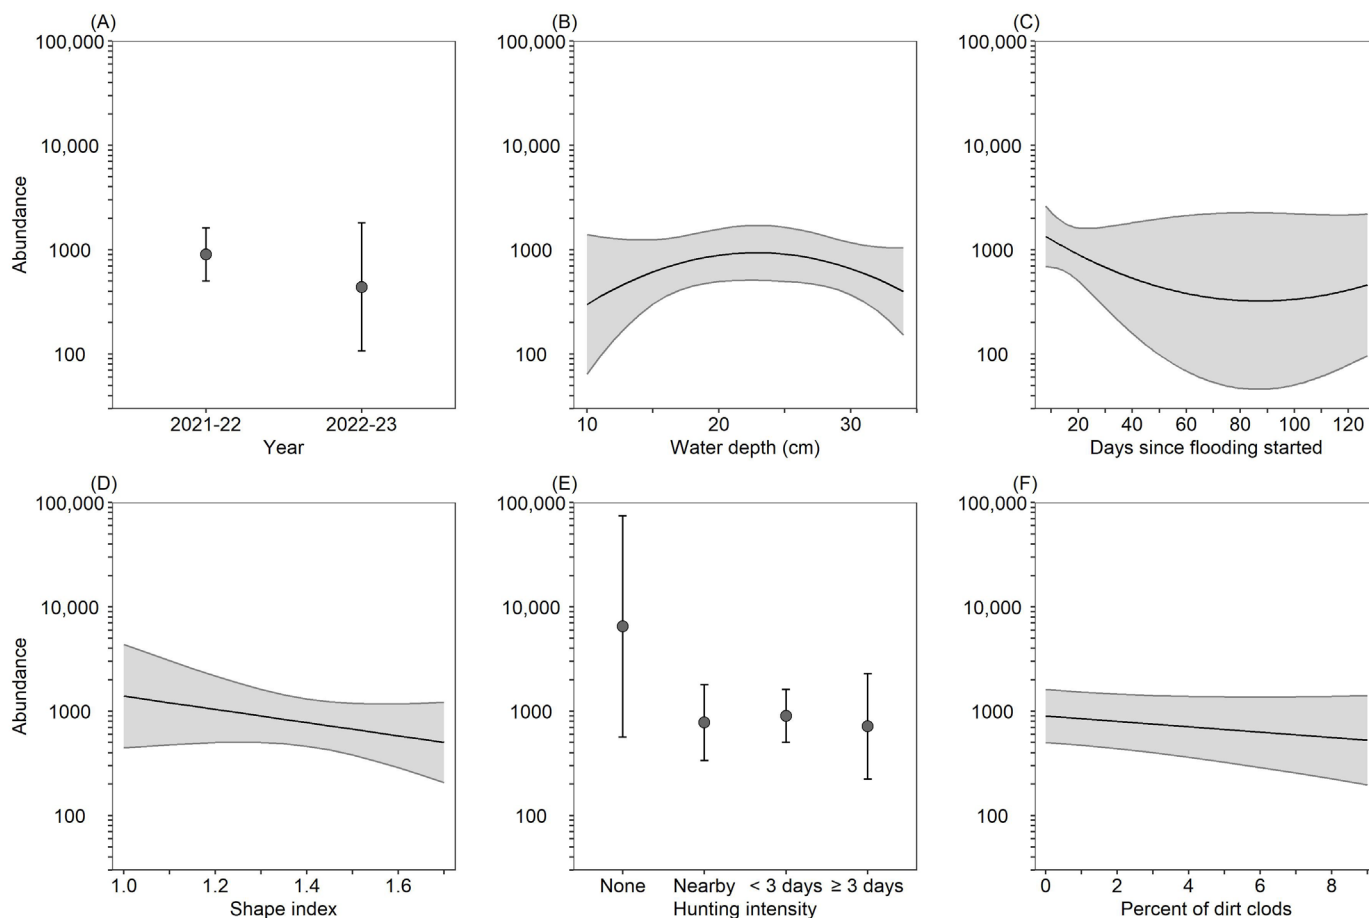 (A)
(B)
(C)
100,000
10,000
1000
100
Abundance
2021-22 2022-23
Year
100,000
10,000
1000
100
10 20 30
Water depth (cm)
100,000
10,000
1000
100
20 40 60 80 100 120
Days since flooding started
(D)
(E)
(F)
100,000
10,000
1000
100
Abundance
1.0 1.2 1.4 1.6
Shape index
100,000
10,000
1000
100
None Nearby < 3 days ≥ 3 days
Hunting intensity
100,000
10,000
1000
100
0 2 4 6 8
Percent of dirt clods